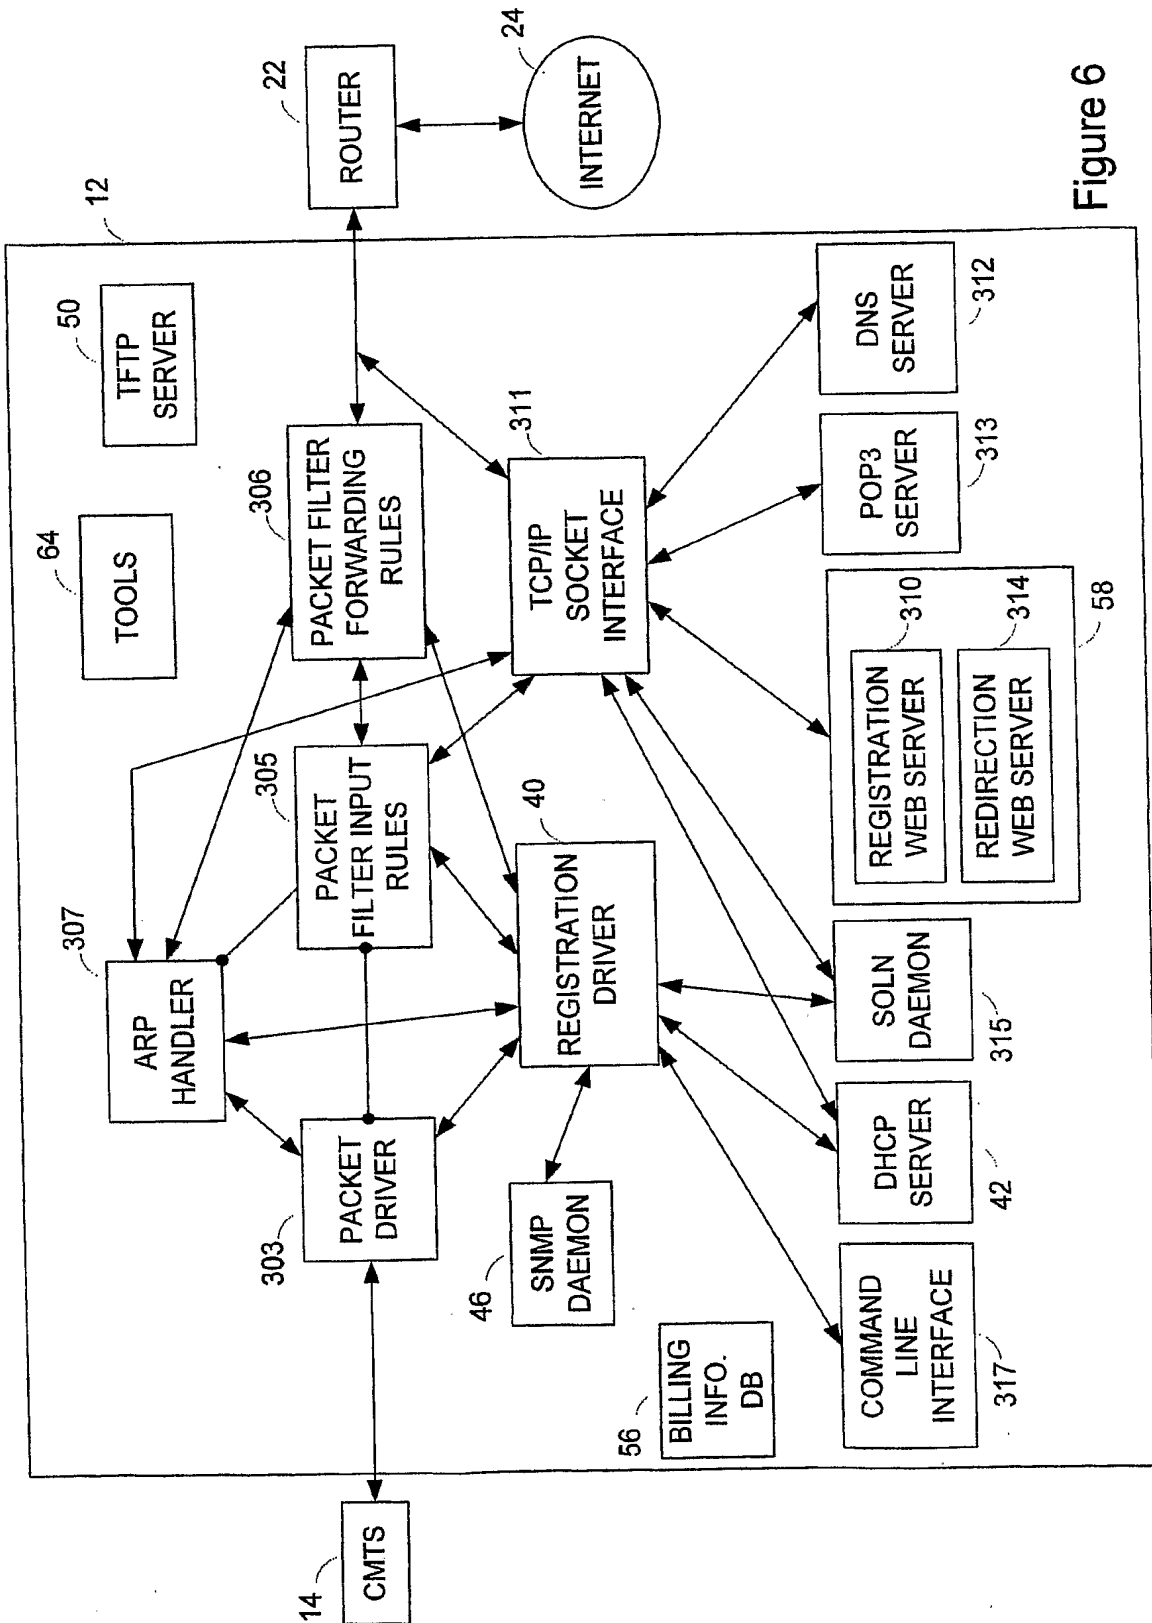 12
50
TFTP
SERVER
64
TOOLS
22
ROUTER
24
INTERNET
307
ARP
HANDLER
306
PACKET FILTER
FORWARDING
RULES
305
PACKET
FILTER INPUT
RULES
303
PACKET
DRIVER
14
CMTS
311
TCP/IP
SOCKET
INTERFACE
40
REGISTRATION
DRIVER
46
SNMP
DAEMON
56
BILLING
INFO.
DB
COMMAND
LINE
INTERFACE
317
DHCP
SERVER
42
SOLN
DAEMON
315
REGISTRATION
WEB SERVER
310
REDIRECTION
WEB SERVER
314
58
POP3
SERVER
313
DNS
SERVER
312
Figure 6